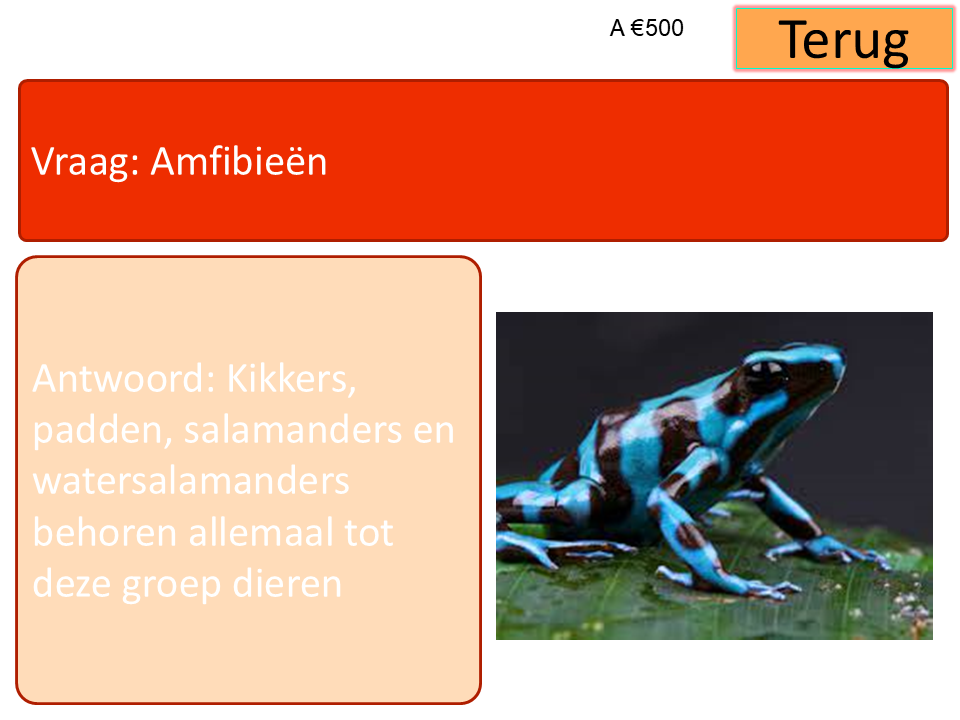 A €500
Terug
Vraag: Amfibieën
Antwoord: Kikkers,
padden, salamanders en
watersalamanders
behoren allemaal tot
deze groep dieren